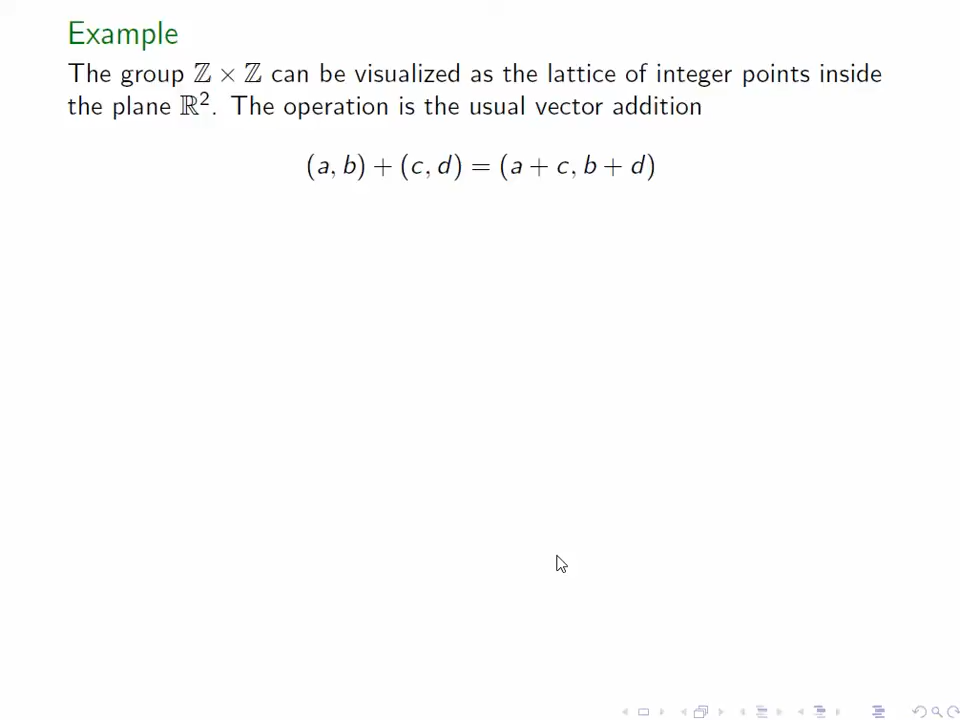 Example
The group ℤ × ℤ can be visualized as the lattice of integer points inside
the plane ℝ². The operation is the usual vector addition
(a, b) + (c, d) = (a + c, b + d)